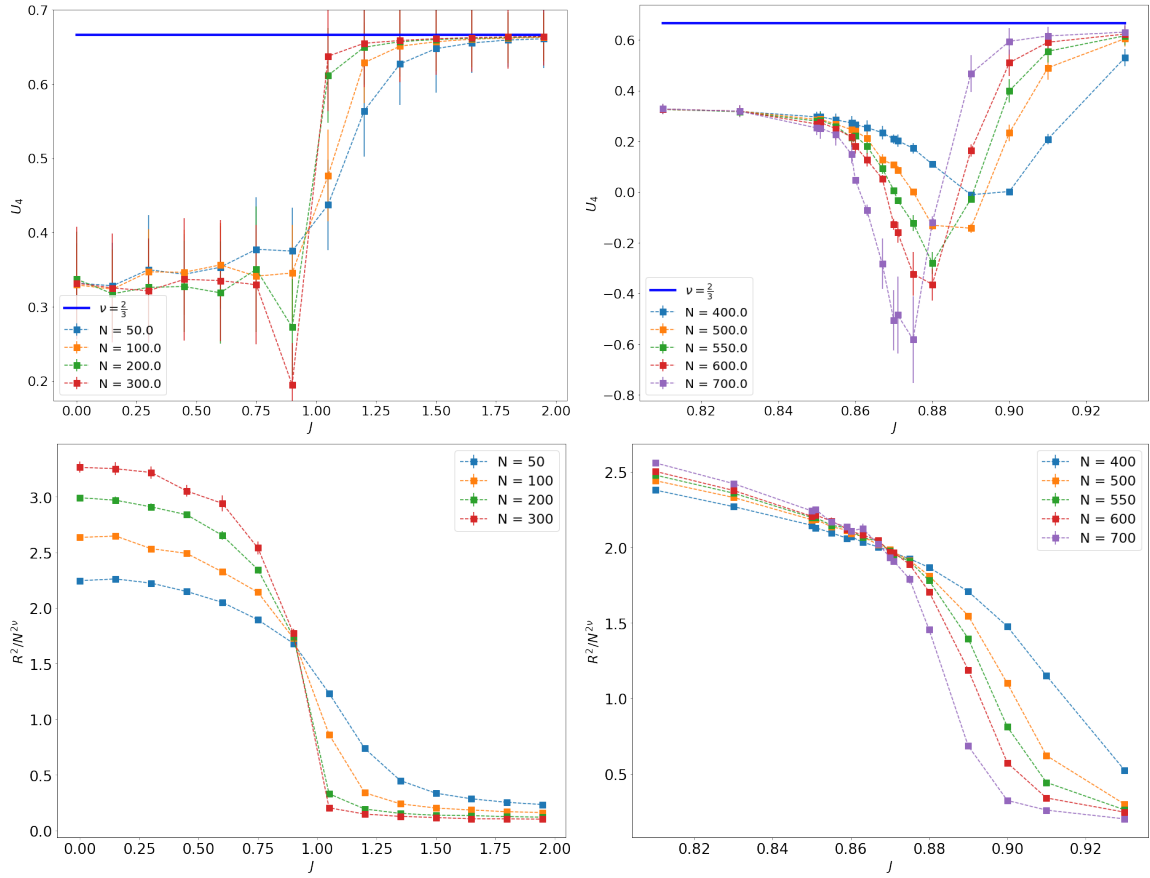 0.7
0.6
0.5
0.4
0.3
0.2
U4
ν = 2/3
N = 50.0
N = 100.0
N = 200.0
N = 300.0
0.00 0.25 0.50 0.75 1.00 1.25 1.50 1.75 2.00
J
0.6
0.4
0.2
0.0
−0.2
−0.4
−0.6
−0.8
U4
ν = 2/3
N = 400.0
N = 500.0
N = 550.0
N = 600.0
N = 700.0
0.82 0.84 0.86 0.88 0.90 0.92
J
3.0
2.5
2.0
1.5
1.0
0.5
0.0
R²/N²ᵛ
N = 50
N = 100
N = 200
N = 300
0.00 0.25 0.50 0.75 1.00 1.25 1.50 1.75 2.00
J
2.5
2.0
1.5
1.0
0.5
R²/N²ᵛ
N = 400
N = 500
N = 550
N = 600
N = 700
0.82 0.84 0.86 0.88 0.90 0.92
J